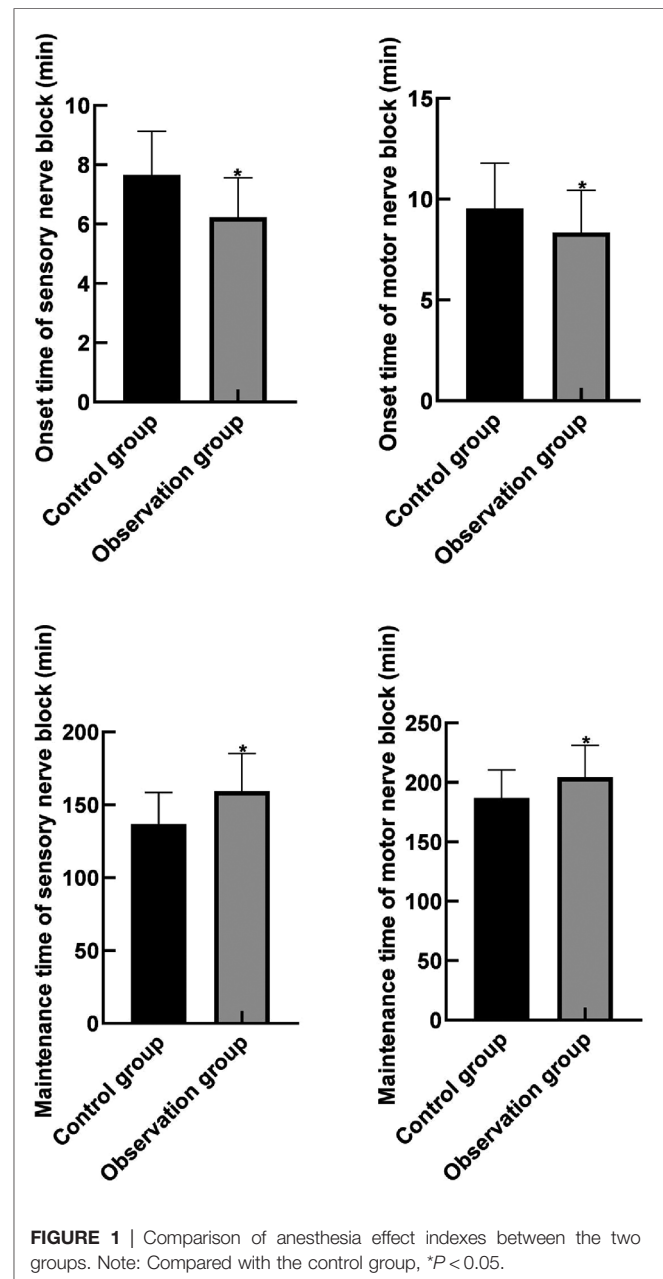 Onset time of sensory nerve block (min)
10
8
6
4
2
0
*
Control group
Observation group
Onset time of motor nerve block (min)
15
10
5
0
*
Control group
Observation group
Maintenance time of sensory nerve block (min)
200
150
100
50
0
*
Control group
Observation group
Maintenance time of motor nerve block (min)
250
200
150
100
50
0
*
Control group
Observation group
FIGURE 1 | Comparison of anesthesia effect indexes between the two
groups. Note: Compared with the control group, *P < 0.05.